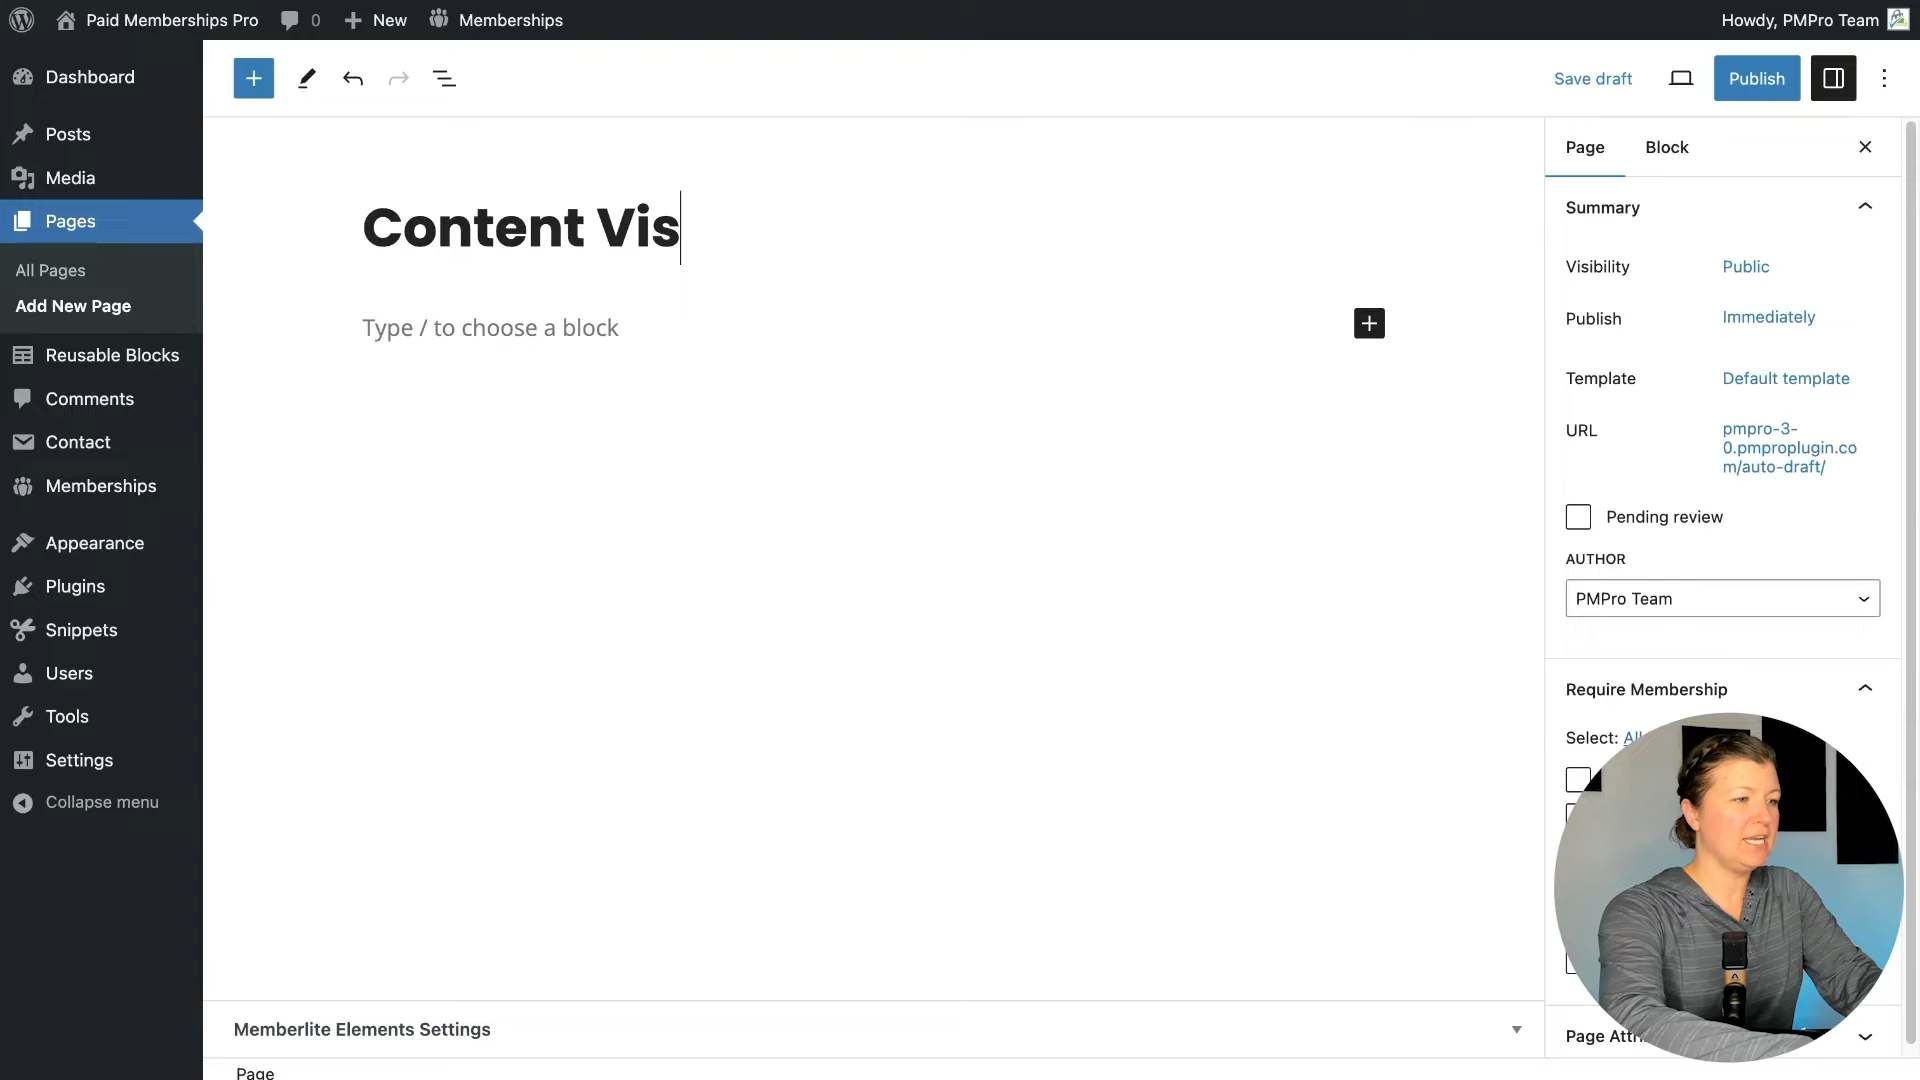 Paid Memberships Pro
0
New
Memberships
Howdy, PMPro Team
Dashboard
Posts
Media
Pages
All Pages
Add New Page
Reusable Blocks
Comments
Contact
Memberships
Appearance
Plugins
Snippets
Users
Tools
Settings
Collapse menu
Save draft
Publish
Content Vis
Type / to choose a block
Page
Block
Summary
Visibility
Public
Publish
Immediately
Template
Default template
URL
pmpro-3-
0.pmproplugin.co
m/auto-draft/
Pending review
AUTHOR
PMPro Team
Require Membership
Select: All
Page
Memberlite Elements Settings
Page